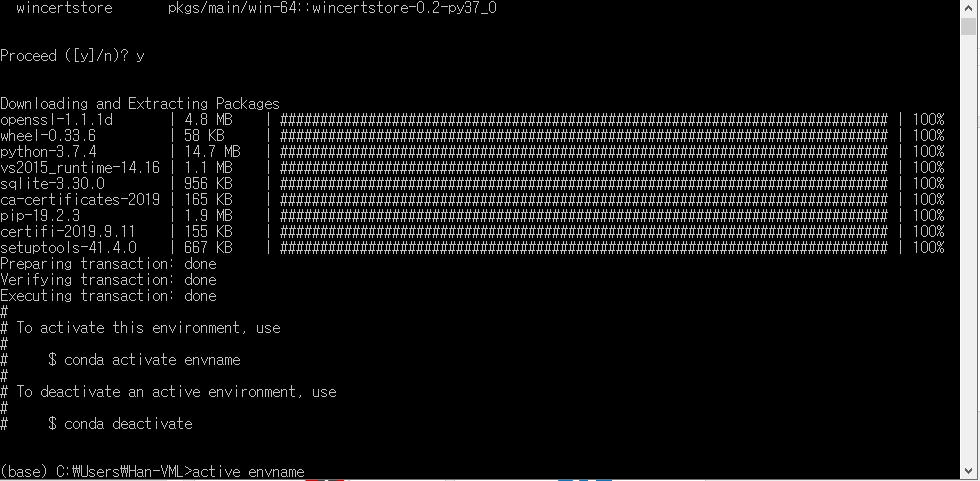 wincertstore pkgs/main/win-64::wincertstore-0.2-py37_0
Proceed ([y]/n)? y
Downloading and Extracting Packages
openssl-1.1.1d | 4.8 MB | ############################################################################ | 100%
wheel-0.33.6 | 58 KB | ############################################################################ | 100%
python-3.7.4 | 14.7 MB | ############################################################################ | 100%
vs2015_runtime-14.16 | 1.1 MB | ############################################################################ | 100%
sqlite-3.30.0 | 956 KB | ############################################################################ | 100%
ca-certificates-2019 | 165 KB | ############################################################################ | 100%
pip-19.2.3 | 1.9 MB | ############################################################################ | 100%
certifi-2019.9.11 | 155 KB | ############################################################################ | 100%
setuptools-41.4.0 | 667 KB | ############################################################################ | 100%
Preparing transaction: done
Verifying transaction: done
Executing transaction: done
#
# To activate this environment, use
#
# $ conda activate envname
#
# To deactivate an active environment, use
#
# $ conda deactivate
(base) C:₩Users₩Han-VML>active envname